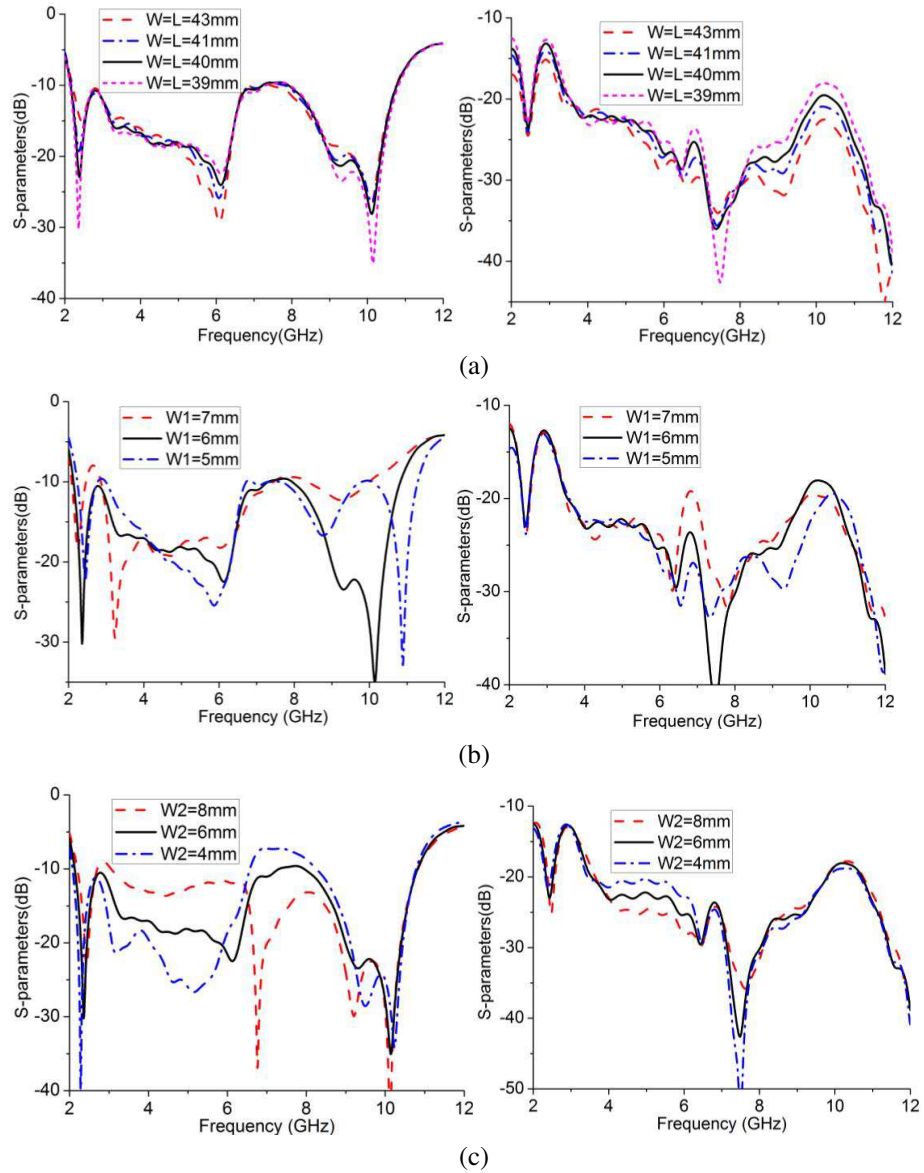 W=L=43mm
W=L=41mm
W=L=40mm
W=L=39mm
S-parameters(dB)
0
-10
-20
-30
-40
2 4 6 8 10 12
Frequency(GHz)
W=L=43mm
W=L=41mm
W=L=40mm
W=L=39mm
S-parameters(dB)
-10
-20
-30
-40
2 4 6 8 10 12
Frequency(GHz)
(a)
W1=7mm
W1=6mm
W1=5mm
S-parameters(dB)
0
-10
-20
-30
2 4 6 8 10 12
Frequency (GHz)
W1=7mm
W1=6mm
W1=5mm
S-parameters(dB)
-10
-20
-30
-40
2 4 6 8 10 12
Frequency (GHz)
(b)
W2=8mm
W2=6mm
W2=4mm
S-parameters(dB)
0
-10
-20
-30
-40
2 4 6 8 10 12
Frequency (GHz)
W2=8mm
W2=6mm
W2=4mm
S-parameters(dB)
-10
-20
-30
-40
-50
2 4 6 8 10 12
Frequency (GHz)
(c)